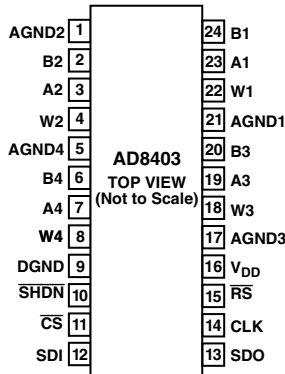 AGND2 1
B2 2
A2 3
W2 4
AGND4 5
B4 6
A4 7
W4 8
DGND 9
SHDN 10
CS 11
SDI 12
AD8403
TOP VIEW
(Not to Scale)
24 B1
23 A1
22 W1
21 AGND1
20 B3
19 A3
18 W3
17 AGND3
16 VDD
15 RS
14 CLK
13 SDO